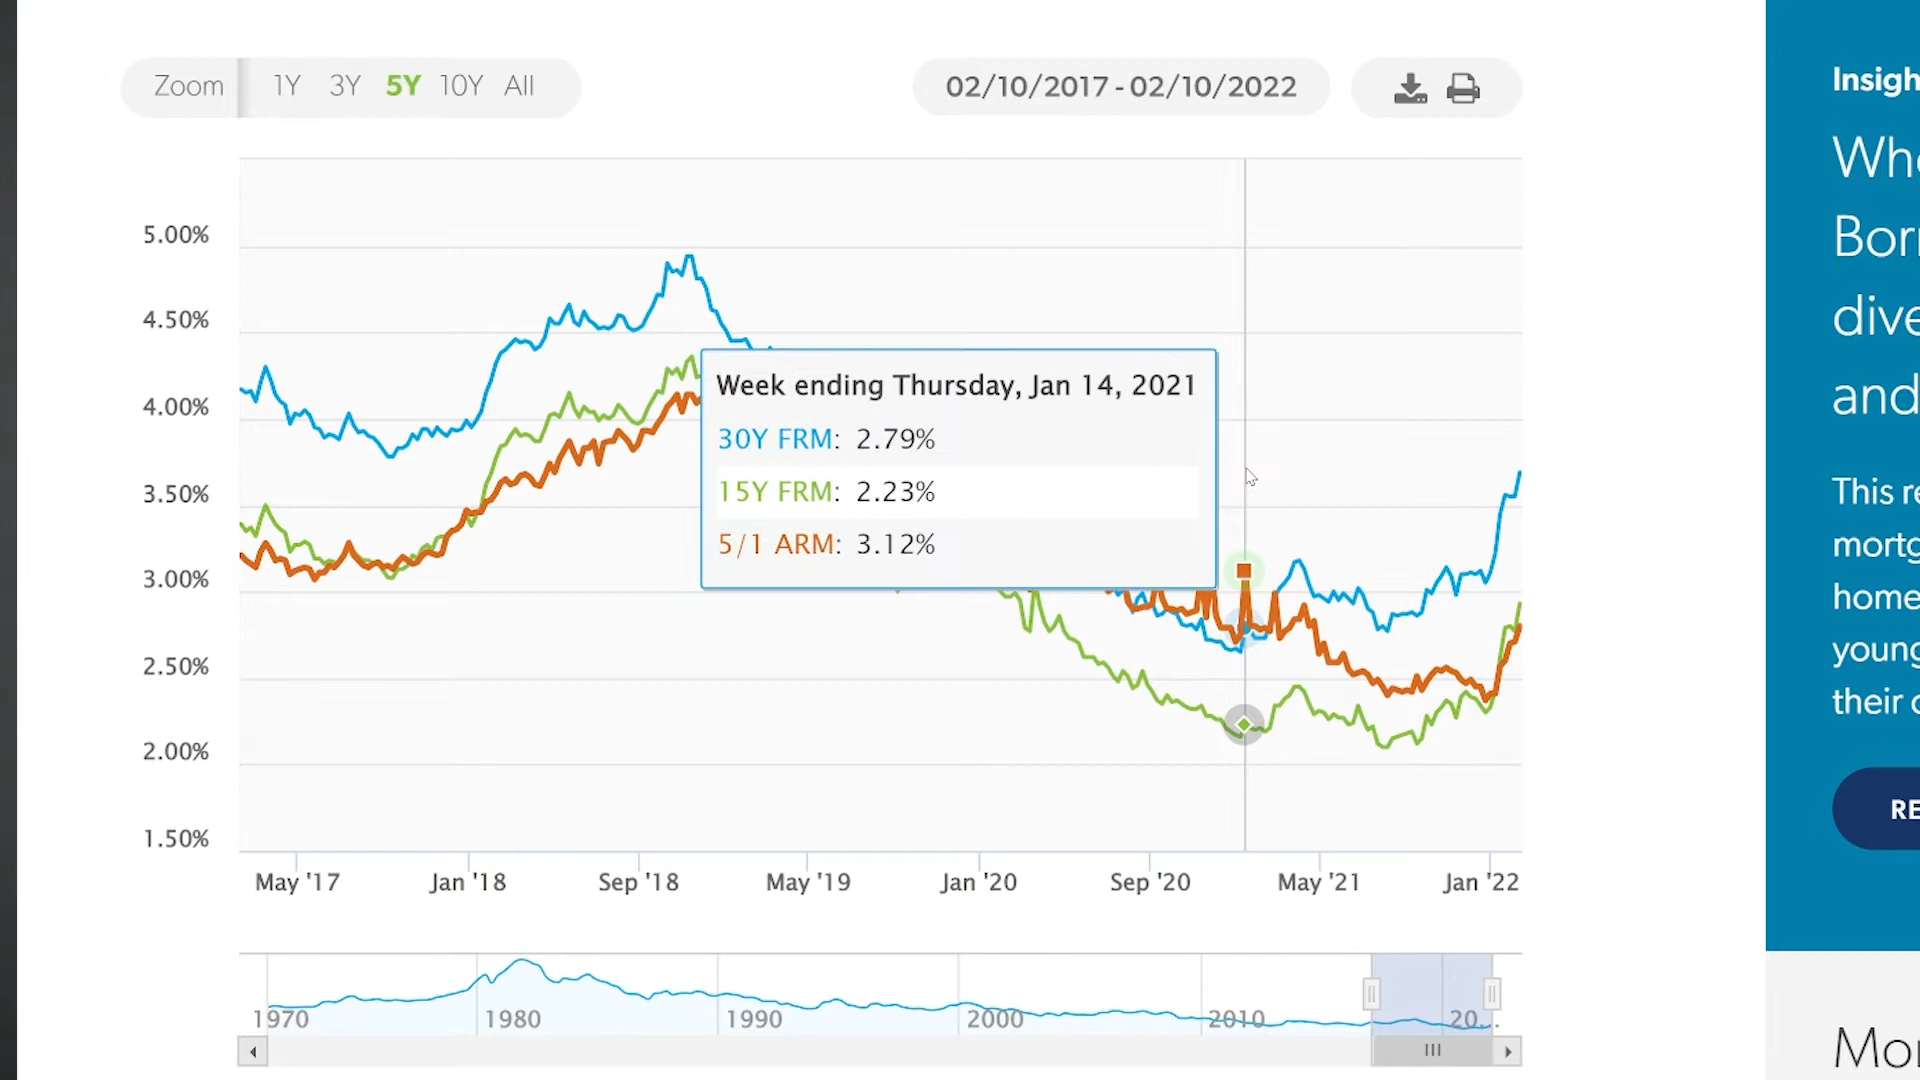 Zoom 1Y 3Y 5Y 10Y All
02/10/2017 - 02/10/2022
5.00%
4.50%
4.00%
3.50%
3.00%
2.50%
2.00%
1.50%
Week ending Thursday, Jan 14, 2021
30Y FRM: 2.79%
15Y FRM: 2.23%
5/1 ARM: 3.12%
May '17 Jan '18 Sep '18 May '19 Jan '20 Sep '20 May '21 Jan '22
1970 1980 1990 2000 2010 20...
Insigh
Who
Born
dive
and
This re
mortg
home
young
their
RE
Mor